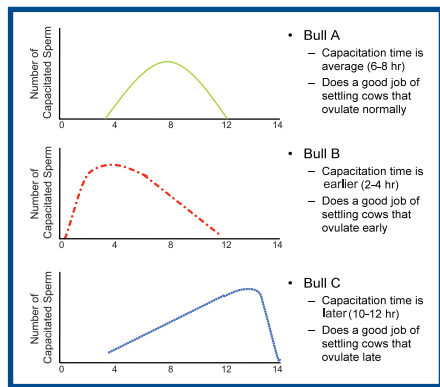 Number of
Capacitated Sperm
0 4 8 12 14
• Bull A
– Capacitation time is
average (6-8 hr)
– Does a good job of
settling cows that
ovulate normally
Number of
Capacitated Sperm
0 4 8 12 14
• Bull B
– Capacitation time is
earlier (2-4 hr)
– Does a good job of
settling cows that
ovulate early
Number of
Capacitated Sperm
0 4 8 12 14
• Bull C
– Capacitation time is
later (10-12 hr)
– Does a good job of
settling cows that
ovulate late